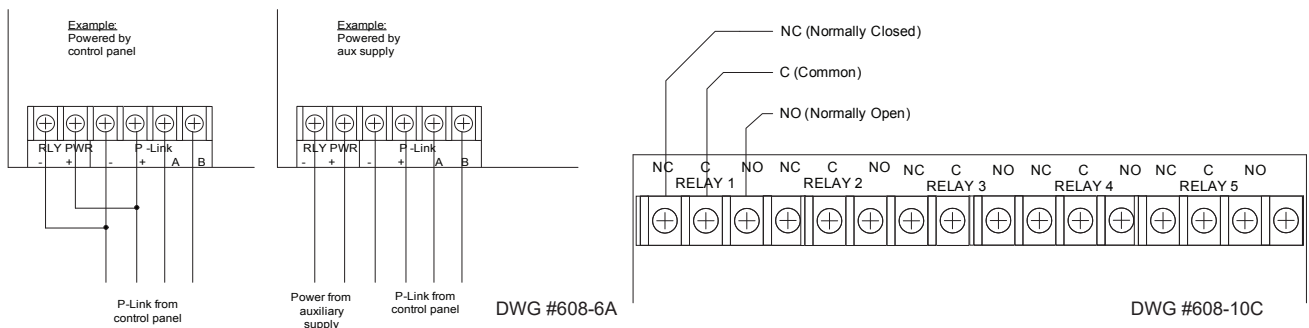 Example:
Powered by
control panel
RLY PWR P -Link
- + - + A B
P-Link from
control panel
Example:
Powered by
aux supply
RLY PWR P -Link
- + - + A B
Power from
auxiliary
supply
P-Link from
control panel
DWG #608-6A
NC (Normally Closed)
C (Common)
NO (Normally Open)
NC C NO NC C NO NC C NO NC C NO NC C NO
RELAY 1 RELAY 2 RELAY 3 RELAY 4 RELAY 5
DWG #608-10C